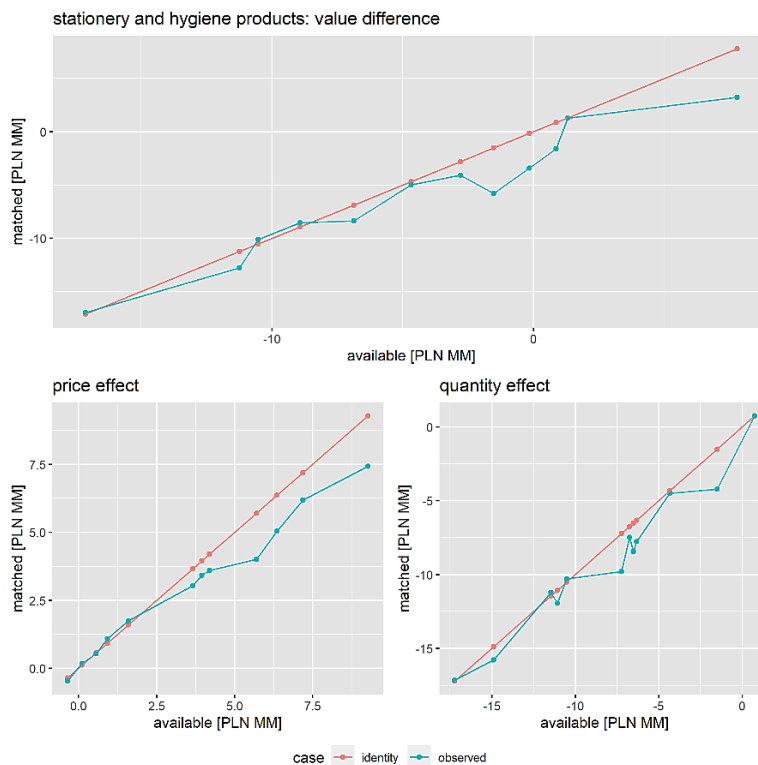 stationery and hygiene products: value difference
matched [PLN MM]
0
-10
-10
0
available [PLN MM]
price effect
matched [PLN MM]
7.5
5.0
2.5
0.0
0.0
2.5
5.0
7.5
available [PLN MM]
quantity effect
matched [PLN MM]
0
-5
-10
-15
-15
-10
-5
0
available [PLN MM]
case identity observed